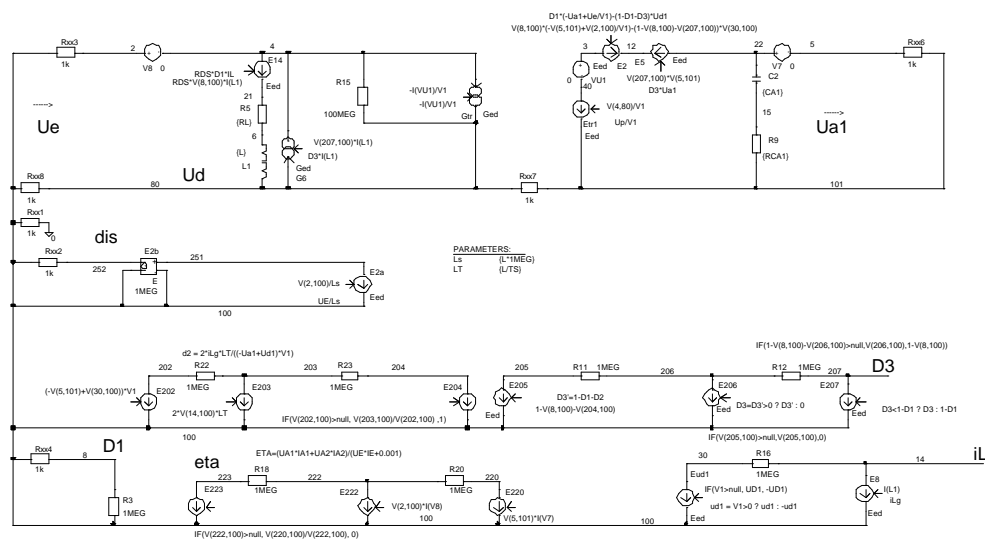 D1*(-Ua1+Ue/V1)-(1-D1-D3)*Ud1
V(8,100)*(-V(5,101)+V(2,100)/V1)-(1-V(8,100)-V(207,100))*V(30,100)
Rxx3
1k
2
V8 0
4
E14
RDS*D1*IL
RDS*V(8,100)*I(L1)
Eed
21
R5
{RL}
6
{L}
L1
R15
100MEG
V(207,100)*I(L1)
D3*I(L1)
Ged
G6
-I(VU1)/V1
-I(VU1)/V1
Gtr
Ged
3
12
Eed E2
E5
Eed
V(207,100)*V(5,101)
D3*Ua1
0
VU1
40
Etr1
Eed
V(4,80)/V1
Up/V1
22
V7 0
5
Rxx6
1k
C2
{CA1}
15
R9
{RCA1}
----->
Ue
----->
Ua1
Ud
Rxx8
1k
80
Rxx7
1k
101
Rxx1
1k
0
dis
Rxx2
1k
252
E2b
E
1MEG
251
V(2,100)/Ls
E2a
Eed
UE/Ls
100
PARAMETERS:
Ls {L*1MEG}
LT {L/TS}
d2 = 2*iLg*LT/((-Ua1+Ud1)*V1)
202
R22
1MEG
203
R23
1MEG
204
(-V(5,101)+V(30,100))*V1
E202
E203
2*V(14,100)*LT
E204
IF(V(202,100)>null, V(203,100)/V(202,100) ,1)
100
IF(1-V(8,100)-V(206,100)>null,V(206,100),1-V(8,100))
205
R11
1MEG
206
R12
1MEG
207
D3
E205
Eed
D3'=1-D1-D2
1-V(8,100)-V(204,100)
E206
Eed
D3=D3'>0 ? D3' : 0
E207
Eed
D3<1-D1 ? D3 : 1-D1
IF(V(205,100)>null,V(205,100),0)
Rxx4
1k
8
D1
R3
1MEG
eta
ETA=(UA1*IA1+UA2*IA2)/(UE*IE+0.001)
223
R18
1MEG
222
R20
1MEG
220
E223
E222
V(2,100)*I(V8)
100
E220
V(5,101)*I(V7)
IF(V(222,100)>null, V(220,100)/V(222,100), 0)
30
R16
1MEG
14
iL
Eud1
IF(V1>null, UD1, -UD1)
ud1 = V1>0 ? ud1 : -ud1
Eed
E8
I(L1)
iLg
Eed
100